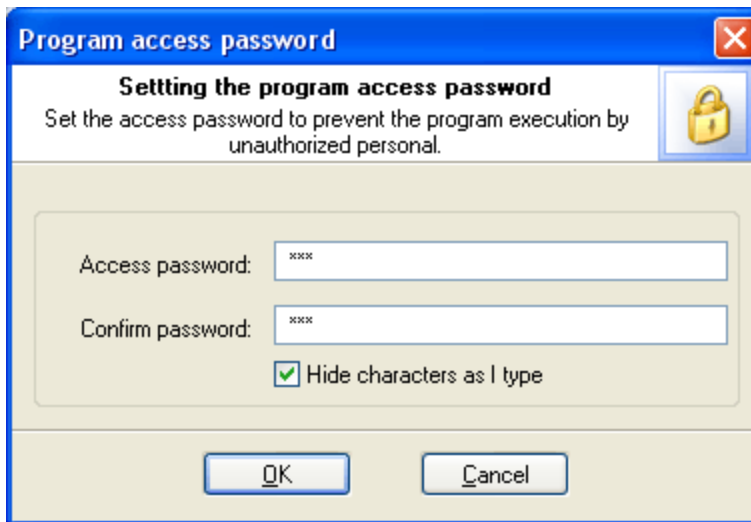 Program access password
Settting the program access password
Set the access password to prevent the program execution by
unauthorized personal.
Access password: ***
Confirm password: ***
Hide characters as I type
OK Cancel